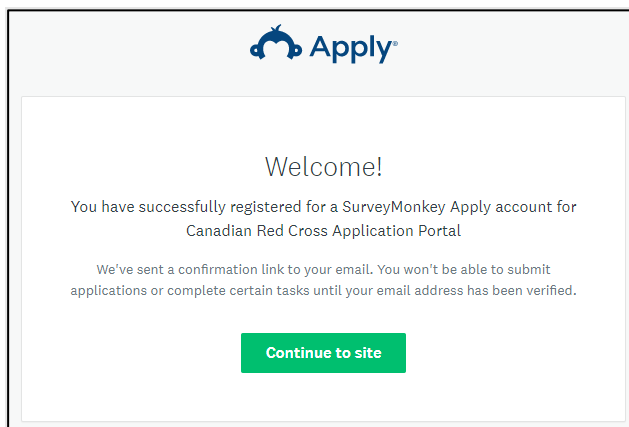 Apply®
Welcome!
You have successfully registered for a SurveyMonkey Apply account for
Canadian Red Cross Application Portal
We've sent a confirmation link to your email. You won't be able to submit
applications or complete certain tasks until your email address has been verified.
Continue to site